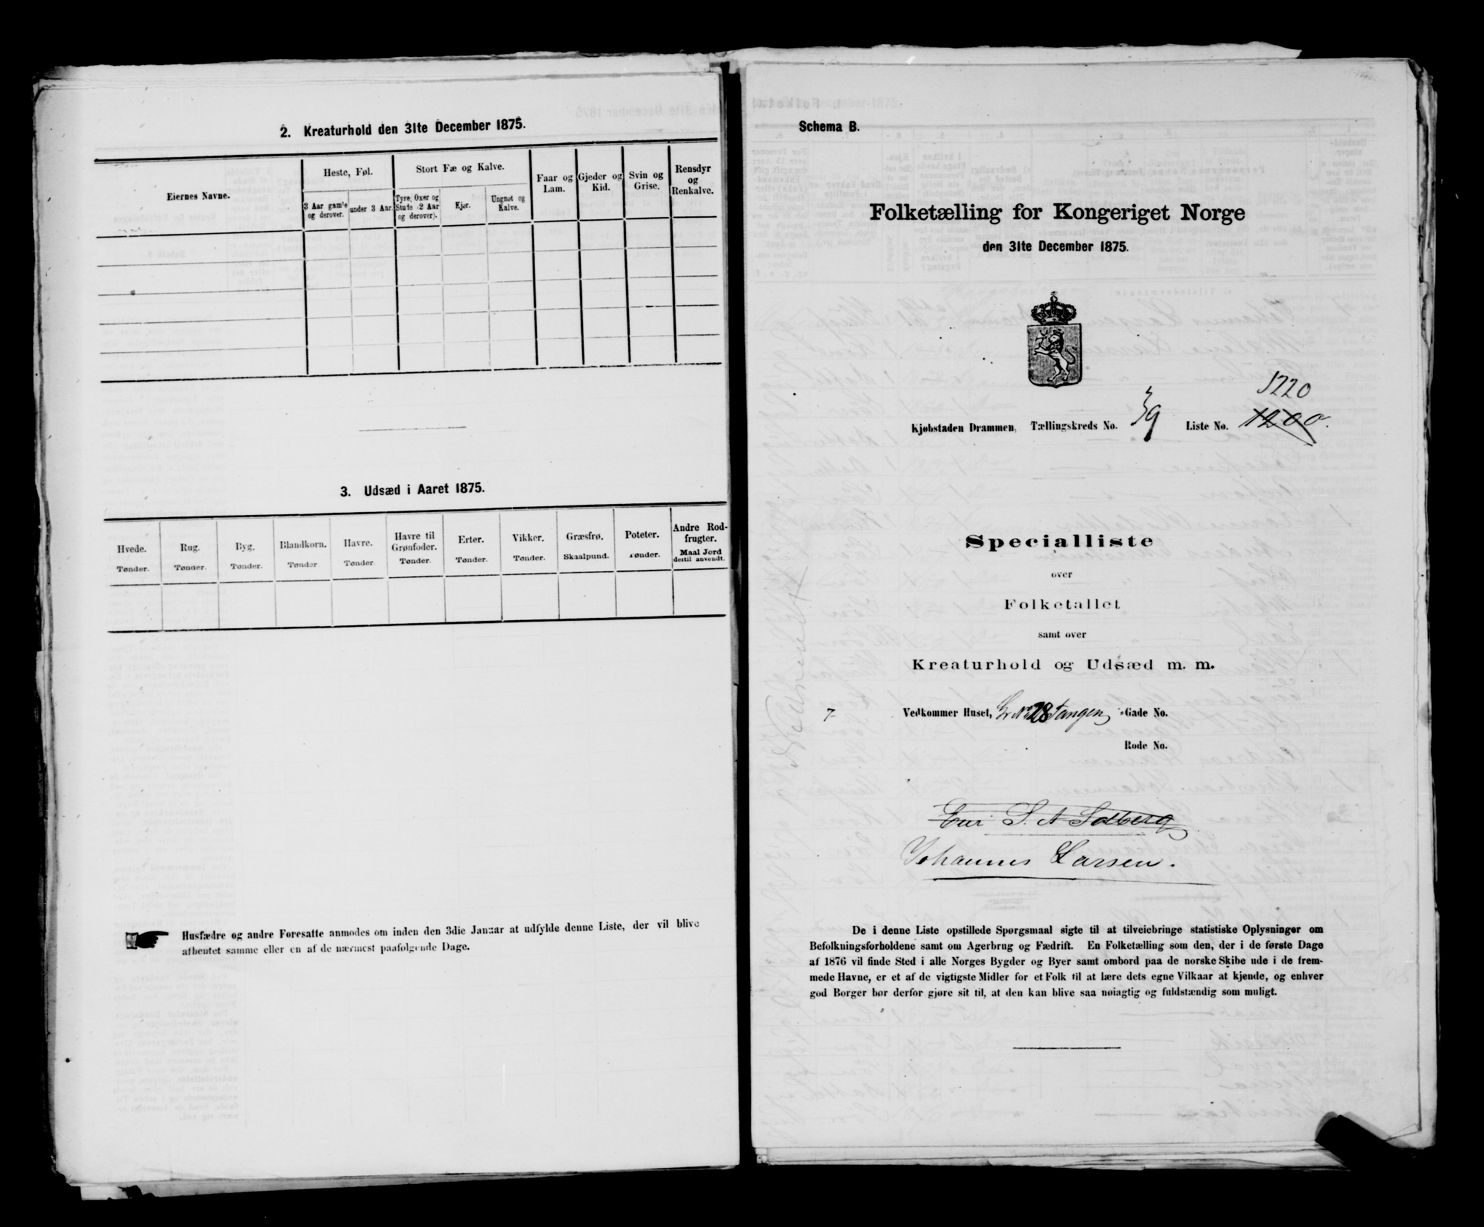 2. Kreaturhold den 31te December 1875.
Eiernes Navne.
Heste, Føl.
Stort Fæ og Kalve.
Faar og Lam.
Gjeder og Kid.
Svin og Grise.
Rensdyr og Renkalve.
3 Aar gamle og derover.
under 3 Aar.
Tyre, Oxer og Stude (2 Aar og derover).
Kjør.
Ungnøt og Kalve.
3. Udsæd i Aaret 1875.
Hvede. Tønder.
Rug. Tønder.
Byg. Tønder.
Blandkorn. Tønder
Havre. Tønder.
Havre til Grønfoder. Tønder.
Erter. Tønder.
Vikker. Tønder.
Græsfrø. Skaalpund.
Poteter. Tønder.
Andre Rodfrugter. Maal Jord dertil anvendt.
Husfædre og andre Foresatte anmodes om inden den 3die Januar at udfylde denne Liste, der vil blive
afhentet samme eller en af de nærmest paafølgende Dage.
Schema B.
Folketælling for Kongeriget Norge
den 31te December 1875.
1220
Kjøbstaden Drammen, Tællingskreds No. 39 Liste No. 1200.
Specialliste
over
Folketallet
samt over
Kreaturhold og Udsæd m. m.
7- Vedkommer Huset, 28 Tangen -Gade No.
Rode No.
S. A Solberg
Johannes Larsen.
De i denne Liste opstillede Spørgsmaal sigte til at tilveiebringe statistiske Oplysninger om
Befolkningsforholdene samt om Agerbrug og Fædrift. En Folketælling som den, der i de første Dage
af 1876 vil finde Sted i alle Norges Bygder og Byer samt ombord paa de norske Skibe ude i de frem-
mede Havne, er et af de vigtigste Midler for et Folk til at lære dets egne Vilkaar at kjende, og enhver
god Borger bør derfor gjøre sit til, at den kan blive saa nøiagtig og fuldstændig som muligt.